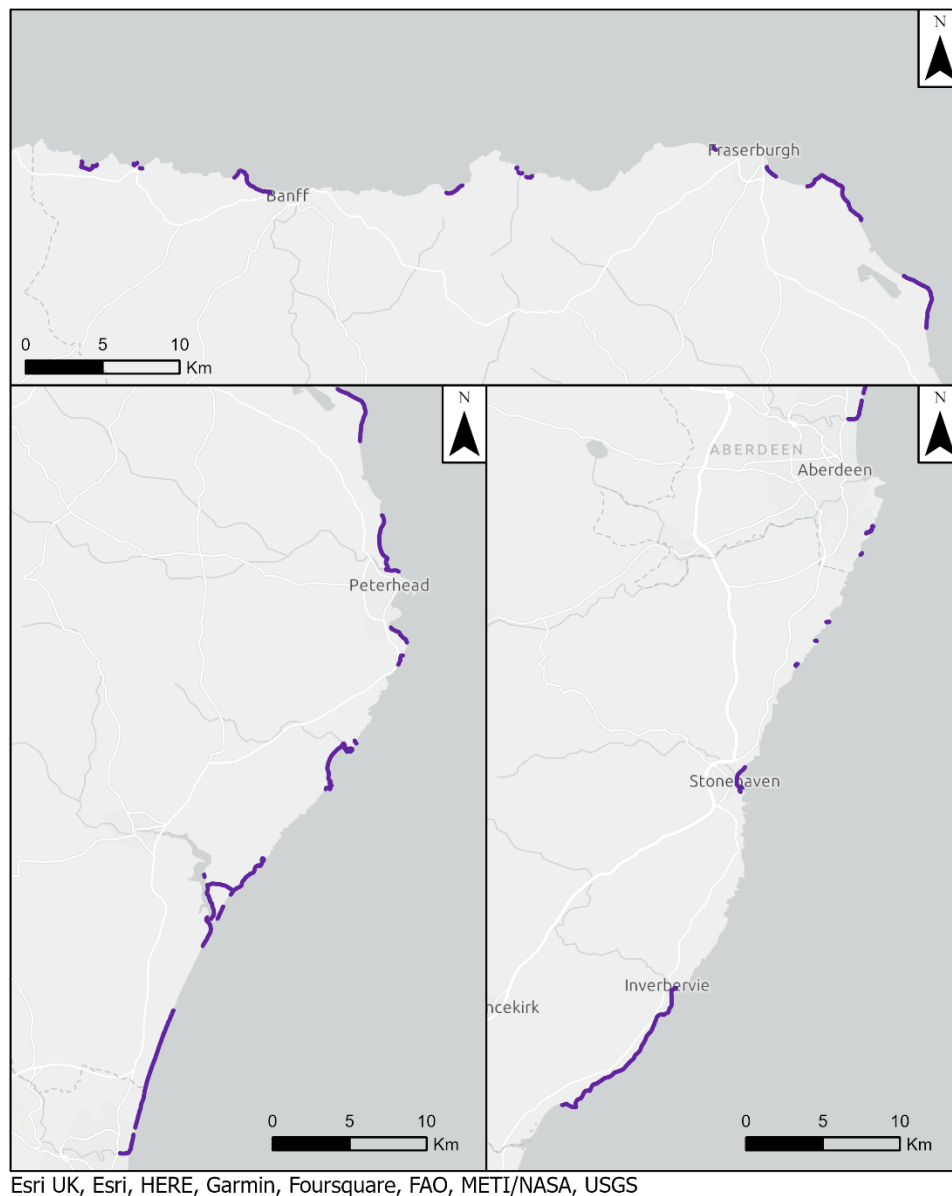 N
Fraserburgh
Banff
0 5 10
Km
N
Peterhead
0 5 10
Km
N
ABERDEEN
Aberdeen
Stonehaven
Inverbervie
ncekirk
0 5 10
Km
Esri UK, Esri, HERE, Garmin, Foursquare, FAO, METI/NASA, USGS